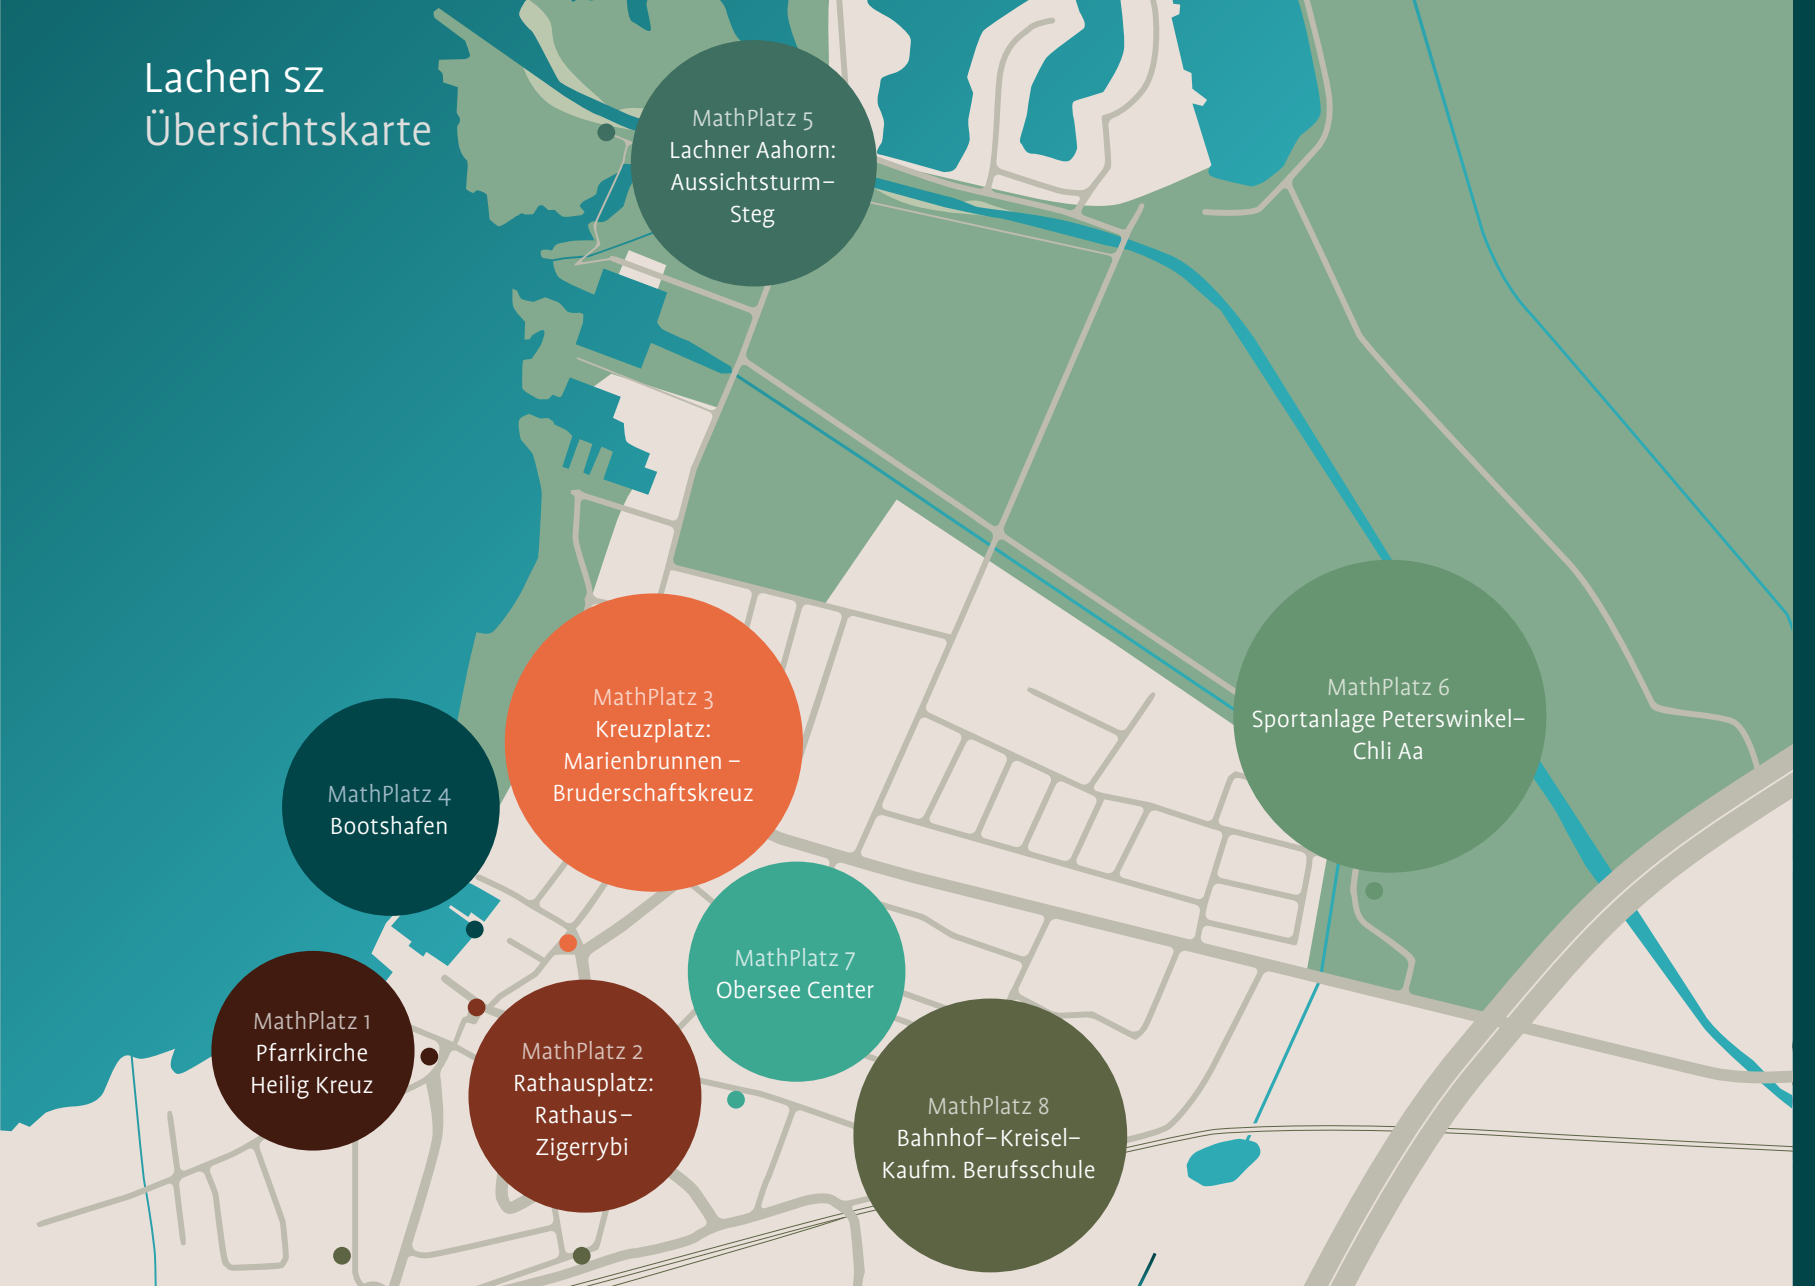 Lachen SZ
Übersichtskarte
MathPlatz 5
Lachner Aahorn:
Aussichtsturm–
Steg
MathPlatz 3
Kreuzplatz:
Marienbrunnen –
Bruderschaftskreuz
MathPlatz 6
Sportanlage Peterswinkel–
Chli Aa
MathPlatz 4
Bootshafen
MathPlatz 7
Obersee Center
MathPlatz 1
Pfarrkirche
Heilig Kreuz
MathPlatz 2
Rathausplatz:
Rathaus–
Zigerrybi
MathPlatz 8
Bahnhof–Kreisel–
Kaufm. Berufsschule